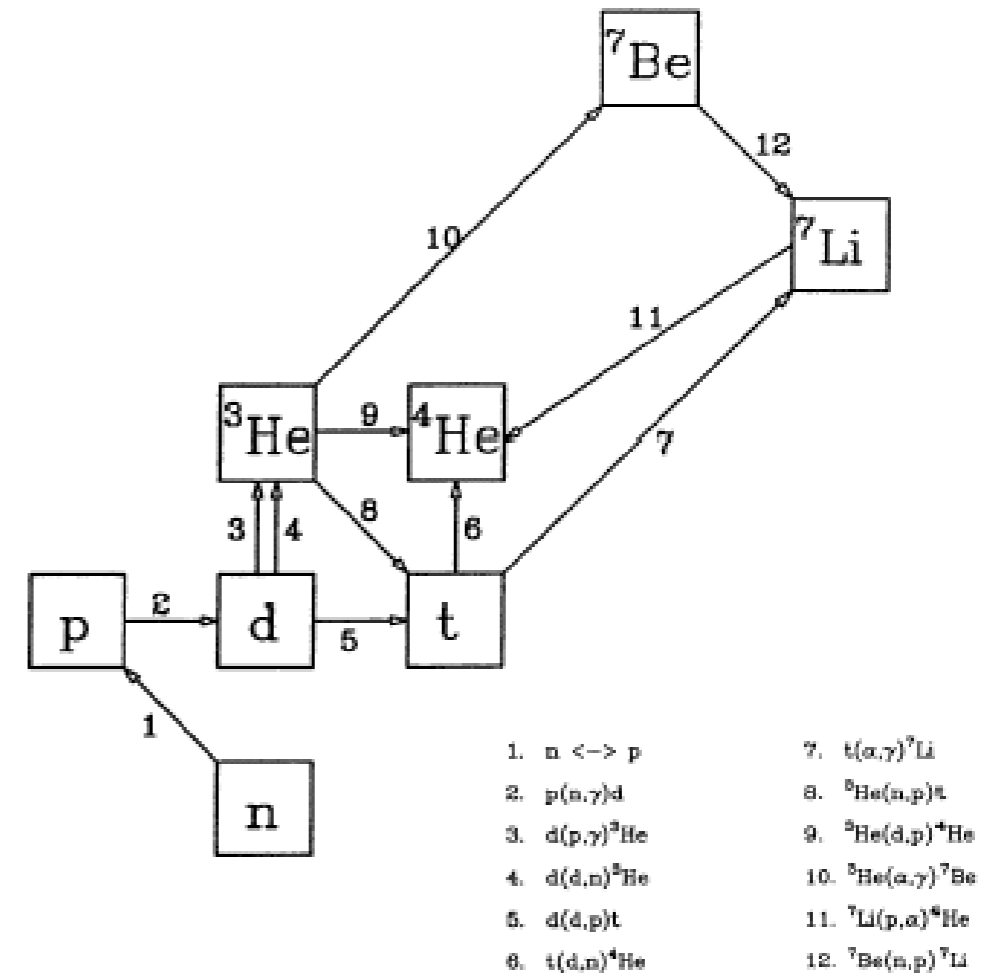 ⁷Be
12
10
⁷Li
11
³He
9
⁴He
7
3
4
8
6
p
2
d
5
t
1
n
1. n <-> p
2. p(n,γ)d
3. d(p,γ)³He
4. d(d,n)³He
5. d(d,p)t
6. t(d,n)⁴He
7. t(α,γ)⁷Li
8. ³He(n,p)t
9. ³He(d,p)⁴He
10. ³He(α,γ)⁷Be
11. ⁷Li(p,α)⁴He
12. ⁷Be(n,p)⁷Li